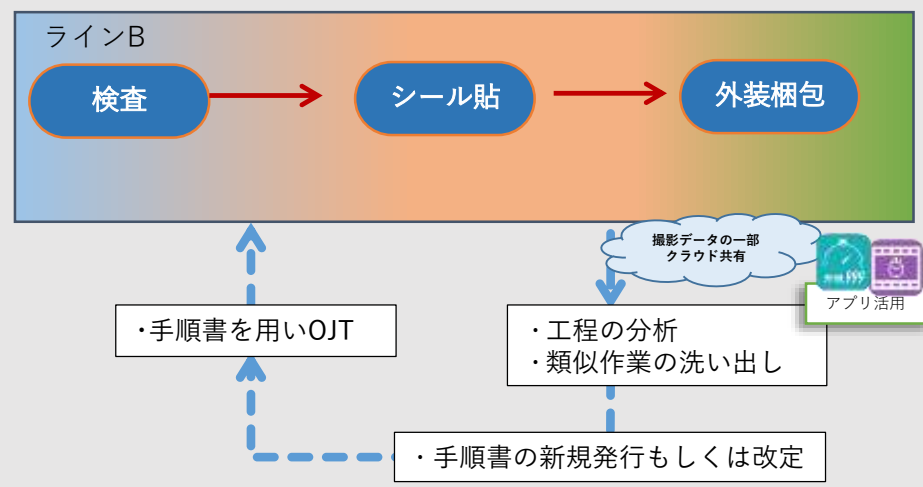 ラインB
検査
シール貼
外装梱包
撮影データの一部
クラウド共有
アプリ活用
・手順書を用いOJT
・工程の分析
・類似作業の洗い出し
・手順書の新規発行もしくは改定